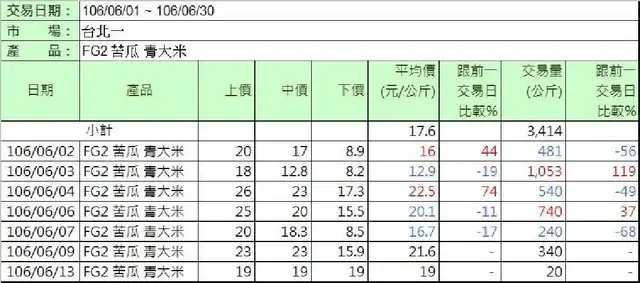 交易日期： 106/06/01 ~ 106/06/30
市 場： 台北一
產 品： FG2 苦瓜 青大米
日期 產品 上價 中價 下價 平均價(元/公斤) 跟前一交易日比較% 交易量(公斤) 跟前一交易日比較%
小計 17.6 3,414
106/06/02 FG2 苦瓜 青大米 20 17 8.9 16 44 481 -56
106/06/03 FG2 苦瓜 青大米 18 12.8 8.2 12.9 -19 1,053 119
106/06/04 FG2 苦瓜 青大米 26 23 17.3 22.5 74 540 -49
106/06/06 FG2 苦瓜 青大米 25 20 15.5 20.1 -11 740 37
106/06/07 FG2 苦瓜 青大米 20 18.3 8.5 16.7 -17 240 -68
106/06/09 FG2 苦瓜 青大米 23 23 15.9 21.6 - 340 -
106/06/13 FG2 苦瓜 青大米 19 19 19 19 - 20 -